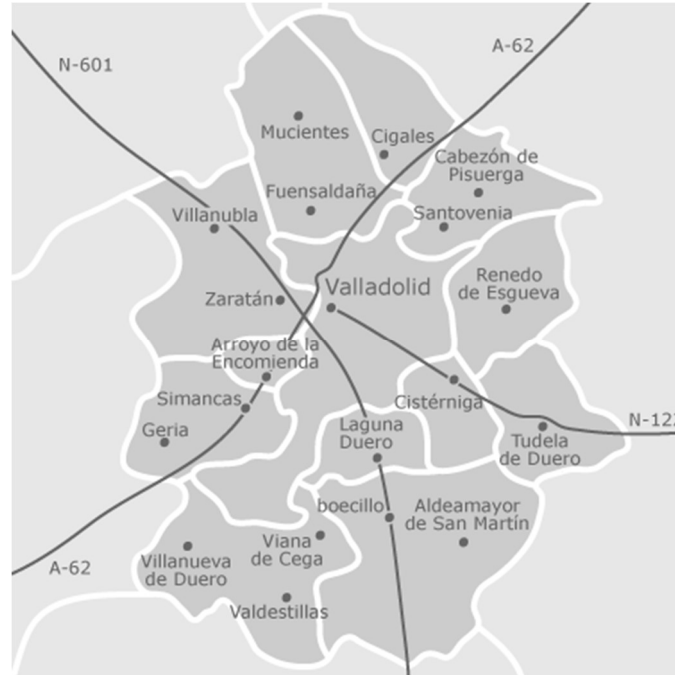 A-62
N-601
Mucientes
Cigales
Cabezón de
Pisuerga
Fuensaldaña
Villanubla
Santovenia
Renedo
de Esgueva
Valladolid
Zaratán
Arroyo de la
Encomienda
Simancas
Cistérniga
Geria
Laguna
Duero
N-122
Tudela
de Duero
boecillo
Aldeamayor
de San Martín
Viana
de Cega
Villanueva
de Duero
A-62
Valdestillas